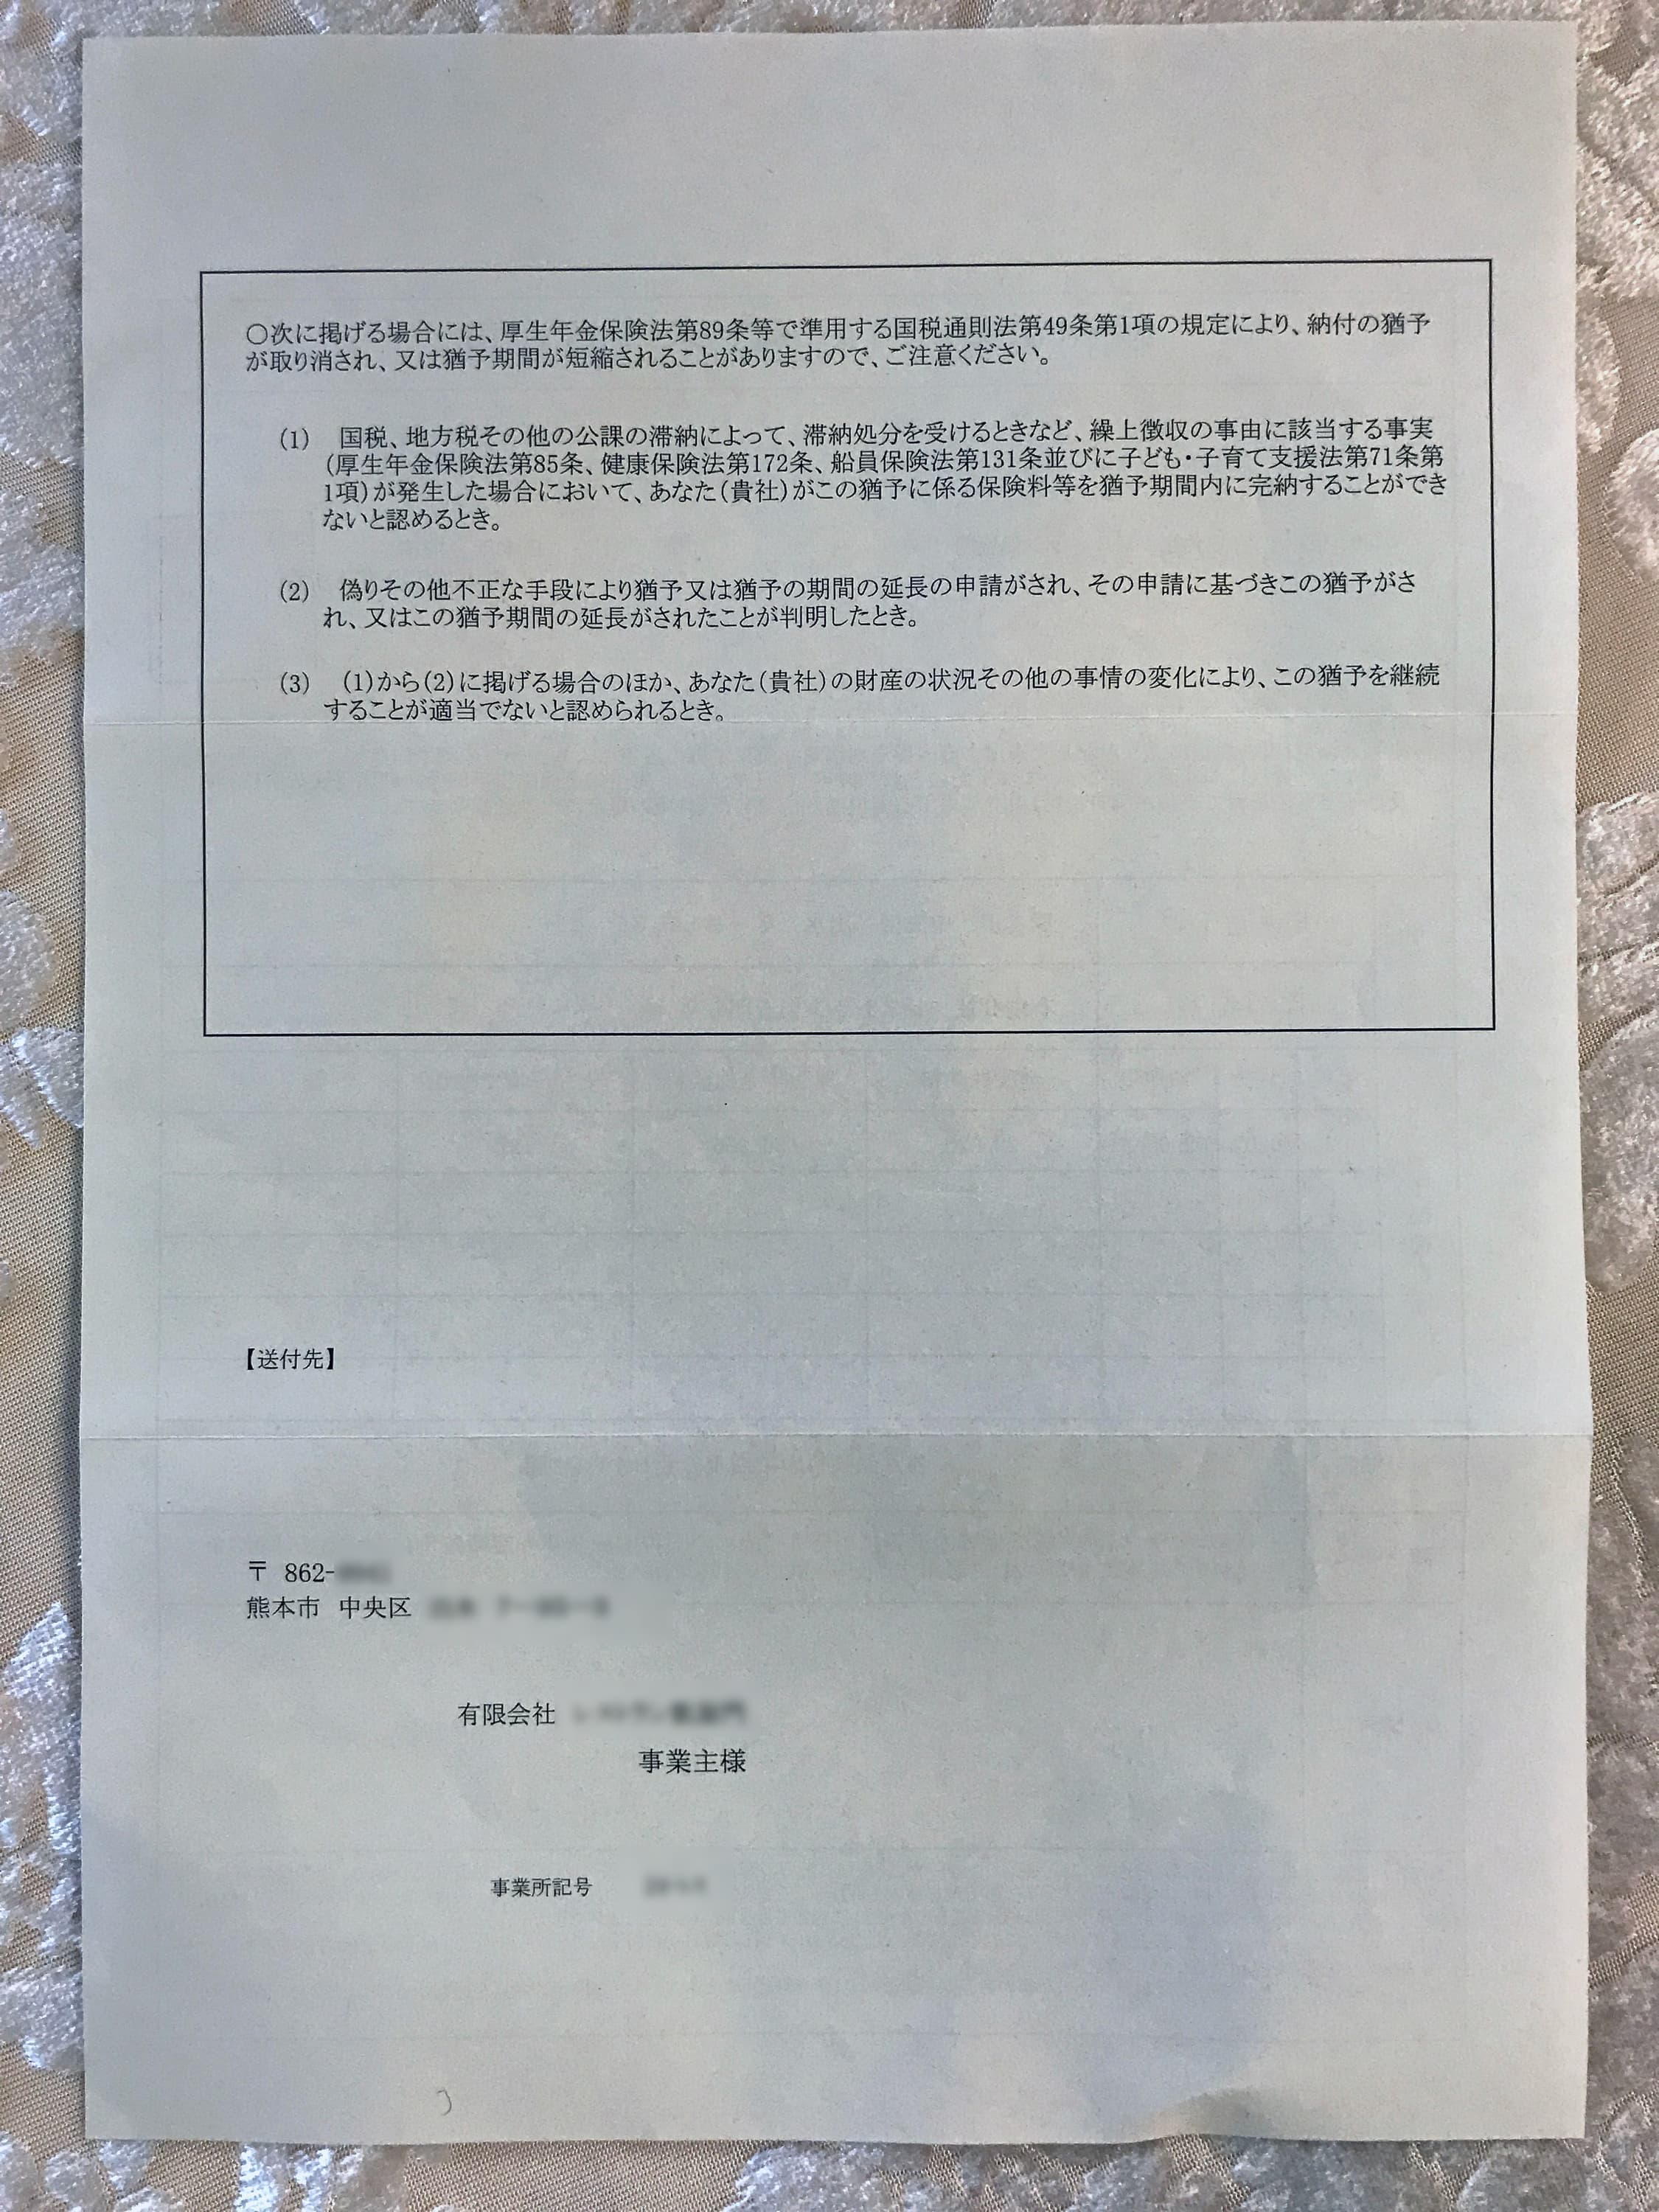 ○次に掲げる場合には、厚生年金保険法第89条等で準用する国税通則法第49条第1項の規定により、納付の猶予
が取り消され、又は猶予期間が短縮されることがありますので、ご注意ください。
(1)　国税、地方税その他の公課の滞納によって、滞納処分を受けるときなど、繰上徴収の事由に該当する事実
(厚生年金保険法第85条、健康保険法第172条、船員保険法第131条並びに子ども・子育て支援法第71条第
1項)が発生した場合において、あなた(貴社)がこの猶予に係る保険料等を猶予期間内に完納することができ
ないと認めるとき。
(2)　偽りその他不正な手段により猶予又は猶予の期間の延長の申請がされ、その申請に基づきこの猶予がさ
れ、又はこの猶予期間の延長がされたことが判明したとき。
(3)　(1)から(2)に掲げる場合のほか、あなた(貴社)の財産の状況その他の事情の変化により、この猶予を継続
することが適当でないと認められるとき。
【送付先】
〒 862-
熊本市　中央区
有限会社
事業主様
事業所記号